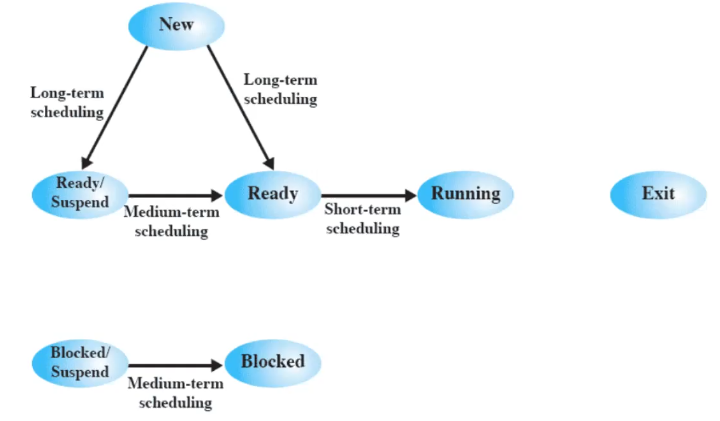 New
Long-term
scheduling
Long-term
scheduling
Ready/
Suspend
Medium-term
scheduling
Ready
Short-term
scheduling
Running
Exit
Blocked/
Suspend
Medium-term
scheduling
Blocked